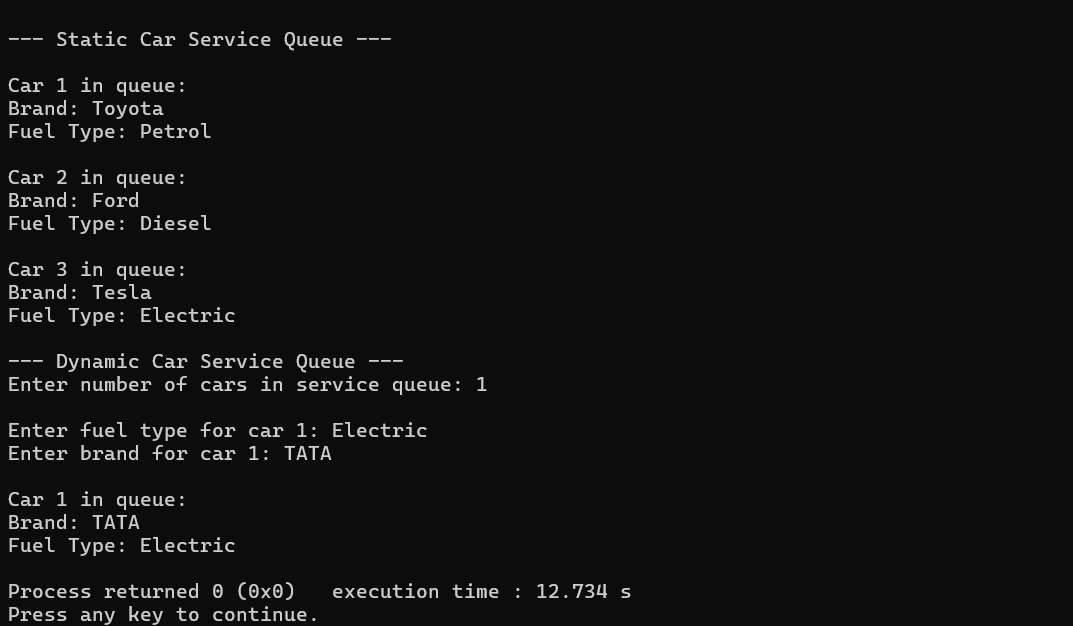 --- Static Car Service Queue ---
Car 1 in queue:
Brand: Toyota
Fuel Type: Petrol
Car 2 in queue:
Brand: Ford
Fuel Type: Diesel
Car 3 in queue:
Brand: Tesla
Fuel Type: Electric
--- Dynamic Car Service Queue ---
Enter number of cars in service queue: 1
Enter fuel type for car 1: Electric
Enter brand for car 1: TATA
Car 1 in queue:
Brand: TATA
Fuel Type: Electric
Process returned 0 (0x0)   execution time : 12.734 s
Press any key to continue.